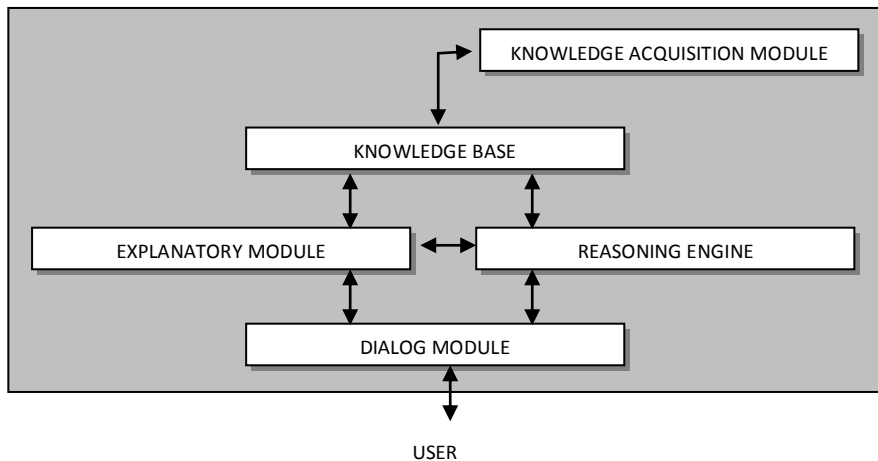 KNOWLEDGE ACQUISITION MODULE
KNOWLEDGE BASE
EXPLANATORY MODULE
REASONING ENGINE
DIALOG MODULE
USER